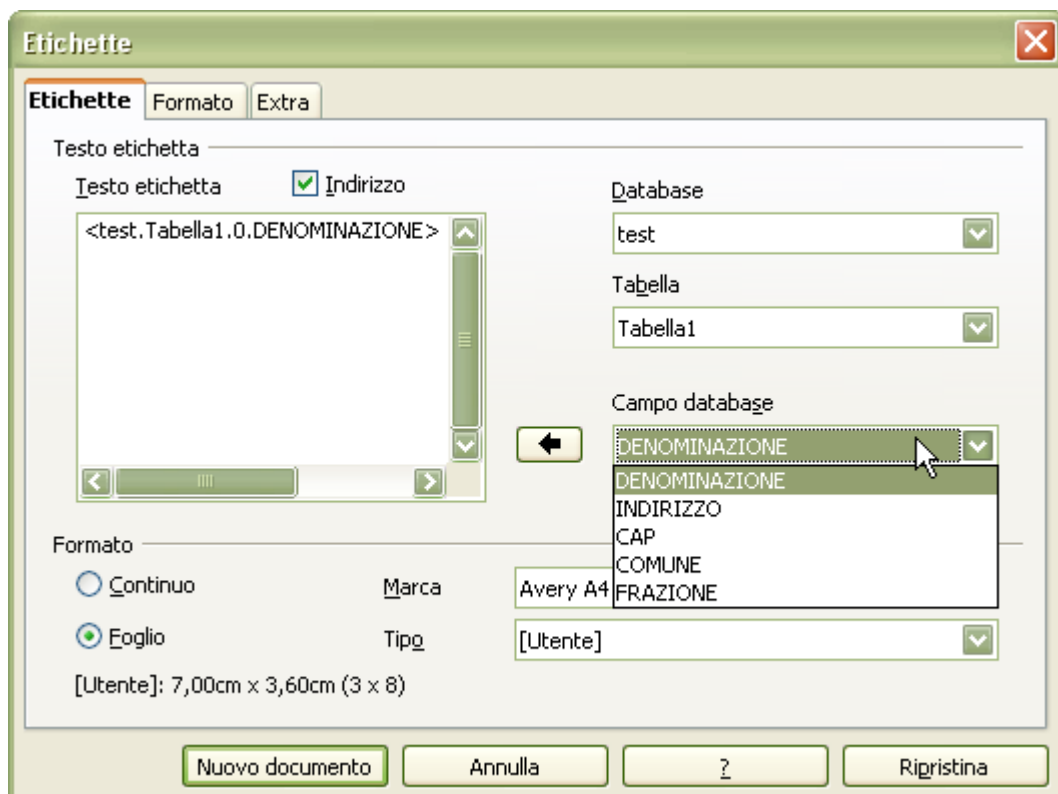 Etichette
Etichette Formato Extra
Testo etichetta
Testo etichetta Indirizzo
<test.Tabella1.0.DENOMINAZIONE>
Database
test
Tabella
Tabella1
Campo database
DENOMINAZIONE
DENOMINAZIONE
INDIRIZZO
CAP
COMUNE
FRAZIONE
Formato
Continuo
Marca Avery A4
Foglio
Tipo [Utente]
[Utente]: 7,00cm x 3,60cm (3 x 8)
Nuovo documento Annulla ? Ripristina